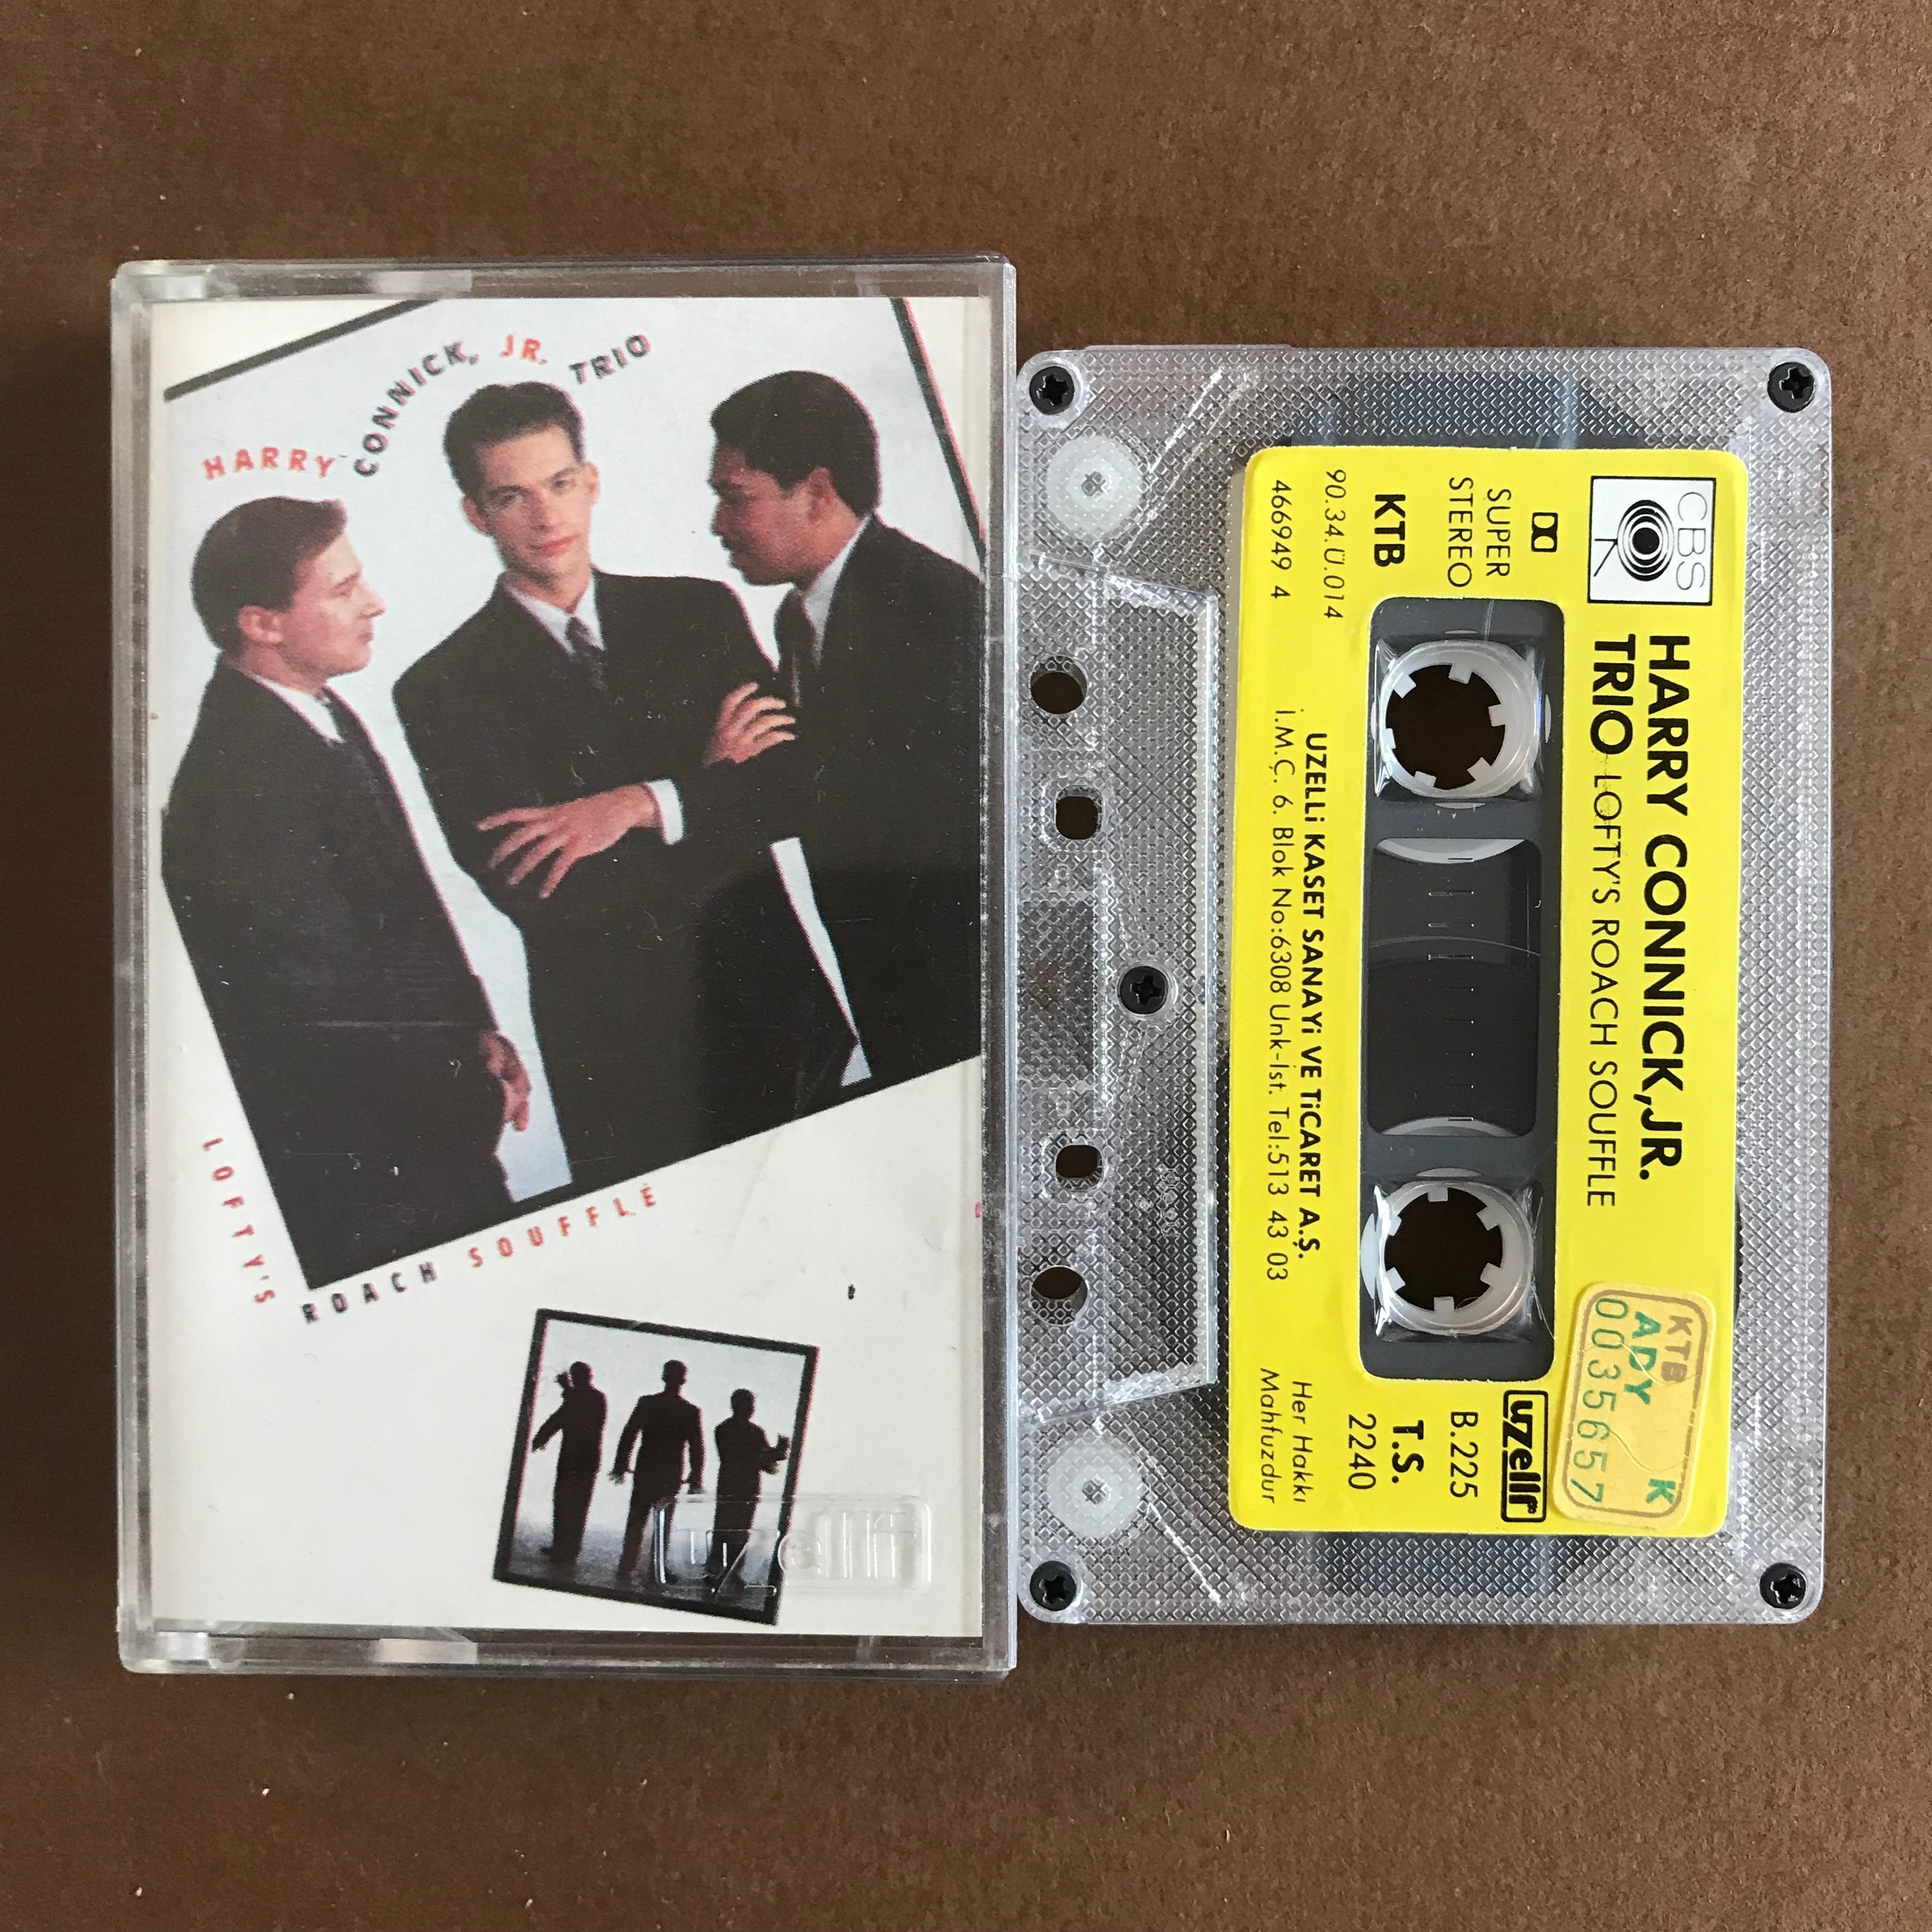 HARRY CONNICK, JR. TRIO
LOFTY'S ROACH SOUFFLÉ
uzelli
CBS
HARRY CONNICK,JR.
TRIO LOFTY'S ROACH SOUFFLE
SUPER
STEREO
KTB
90.34.Ü.014
466949 4
KTB
ADY K
0035657
uzelli
B.225
T.S.
2240
UZELLi KASET SANAYi VE TiCARET A.Ş.
İ.M.Ç. 6. Blok No:6308 Unk-İst. Tel:513 43 03
Her Hakkı
Mahfuzdur